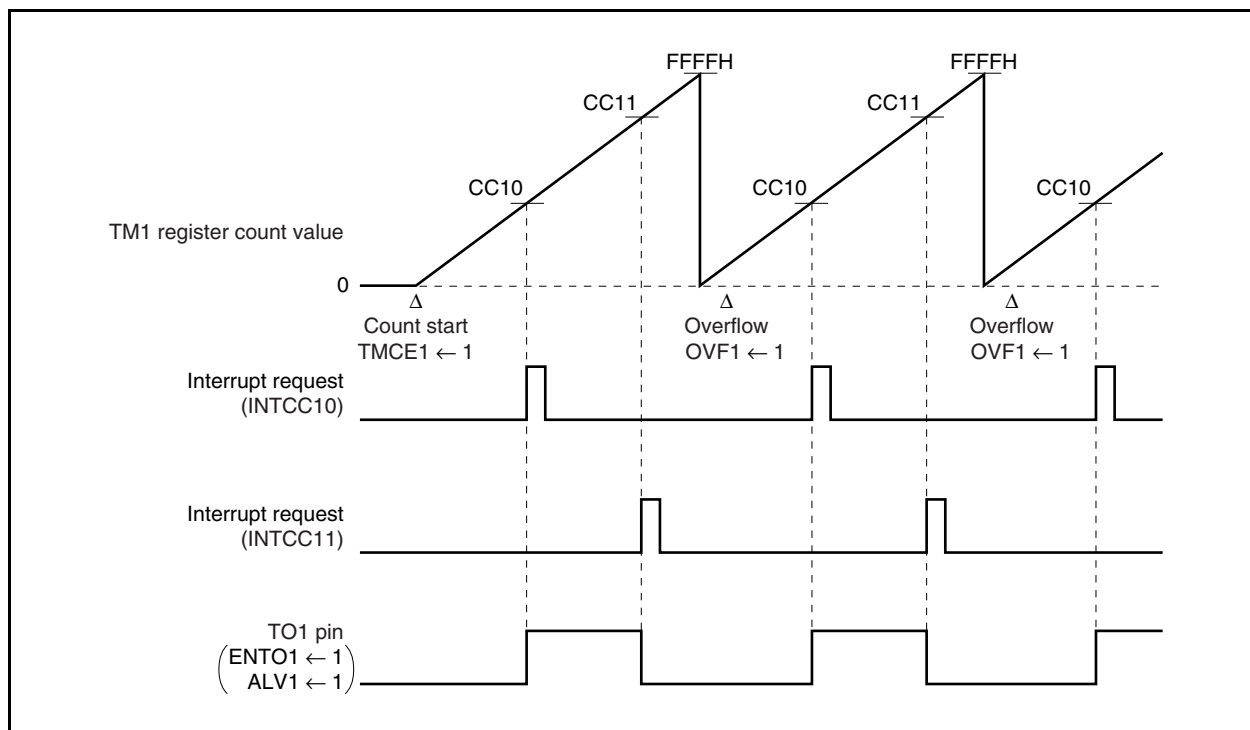 FFFFH
FFFFH
CC11
CC11
CC10
CC10
CC10
TM1 register count value
0
Δ
Δ
Δ
Count start
TMCE1 ← 1
Overflow
OVF1 ← 1
Overflow
OVF1 ← 1
Interrupt request
(INTCC10)
Interrupt request
(INTCC11)
TO1 pin
(ENTO1 ← 1
ALV1 ← 1)